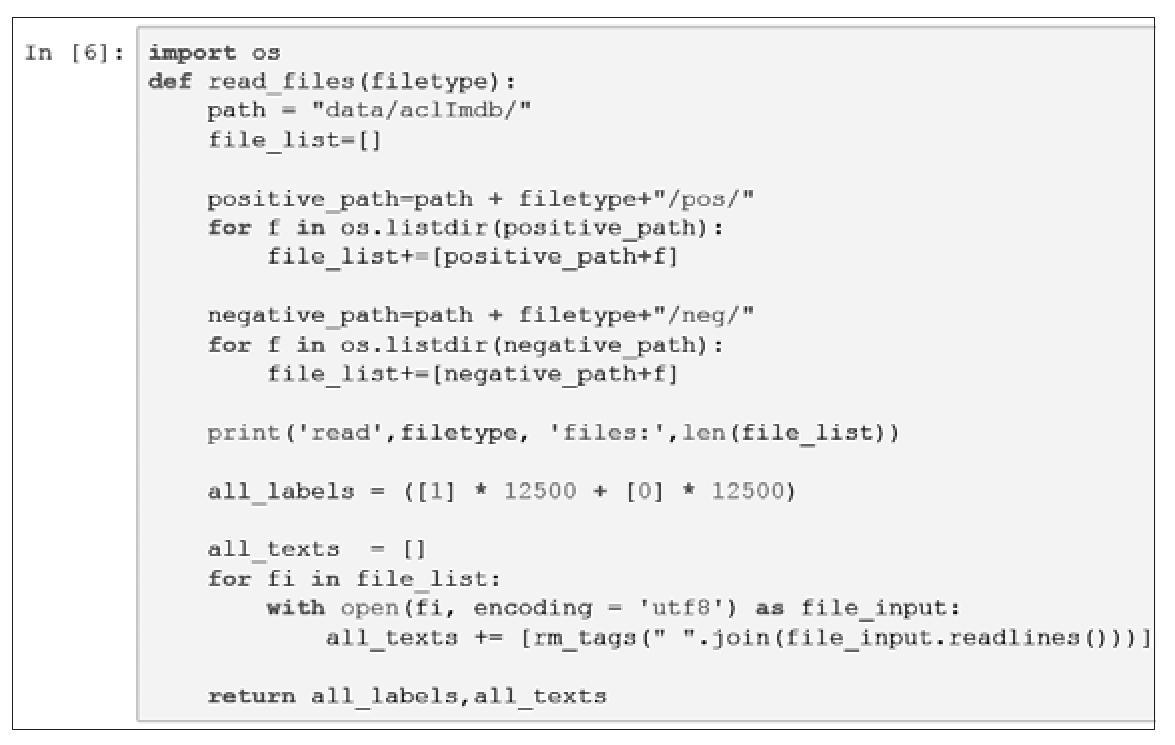 In [6]: import os
def read_files(filetype):
    path = "data/aclImdb/"
    file_list=[]

    positive_path=path + filetype+"/pos/"
    for f in os.listdir(positive_path):
        file_list+=[positive_path+f]

    negative_path=path + filetype+"/neg/"
    for f in os.listdir(negative_path):
        file_list+=[negative_path+f]

    print('read',filetype, 'files:',len(file_list))

    all_labels = ([1] * 12500 + [0] * 12500)

    all_texts  = []
    for fi in file_list:
        with open(fi, encoding = 'utf8') as file_input:
            all_texts += [rm_tags(" ".join(file_input.readlines()))]

    return all_labels,all_texts